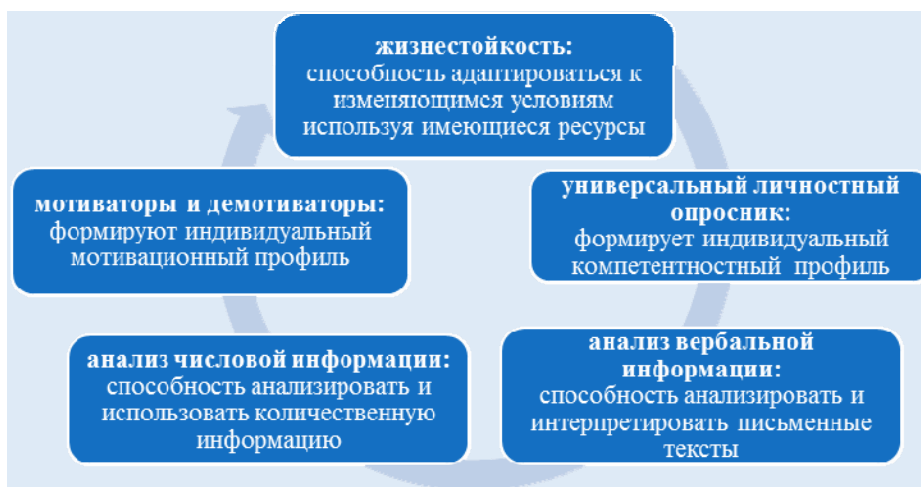 жизнестойкость:
способность адаптироваться к
изменяющимся условиям
используя имеющиеся ресурсы
универсальный личностный
опросник:
формирует индивидуальный
компетентностный профиль
анализ вербальной
информации:
способность анализировать и
интерпретировать письменные
тексты
анализ числовой информации:
способность анализировать и
использовать количественную
информацию
мотиваторы и демотиваторы:
формируют индивидуальный
мотивационный профиль